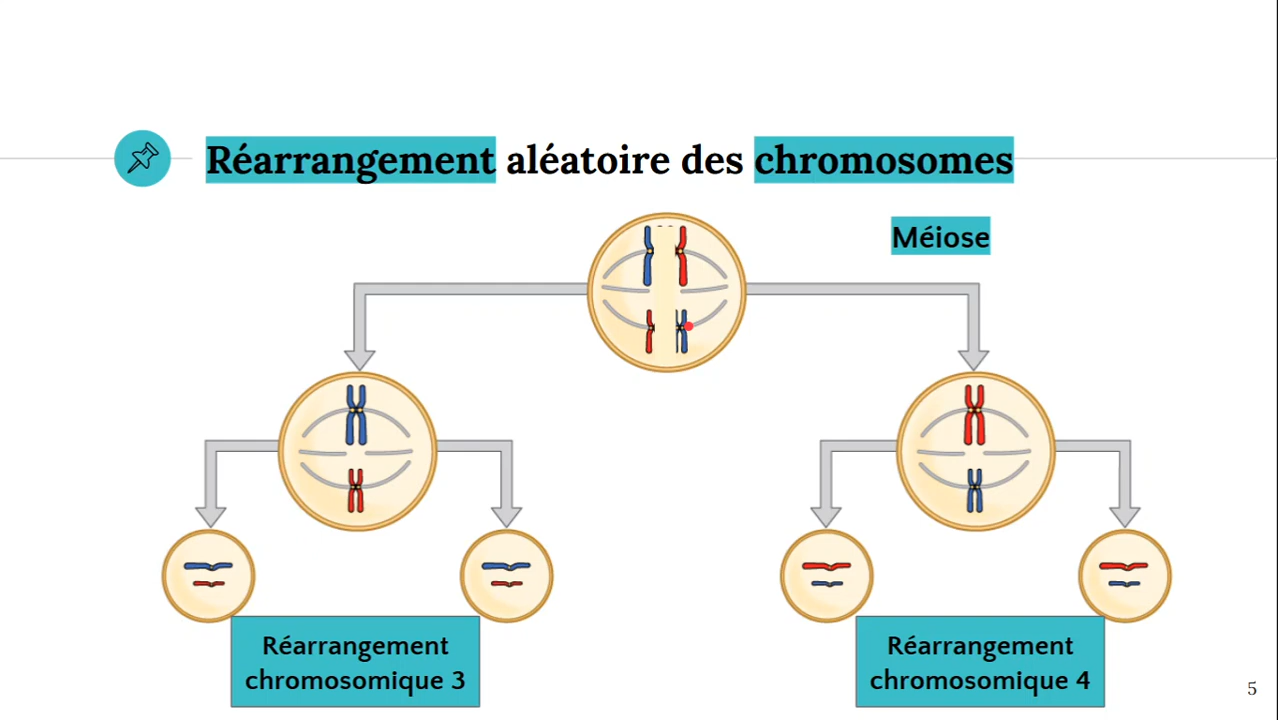 Réarrangement aléatoire des chromosomes
Méiose
Réarrangement
chromosomique 3
Réarrangement
chromosomique 4
5